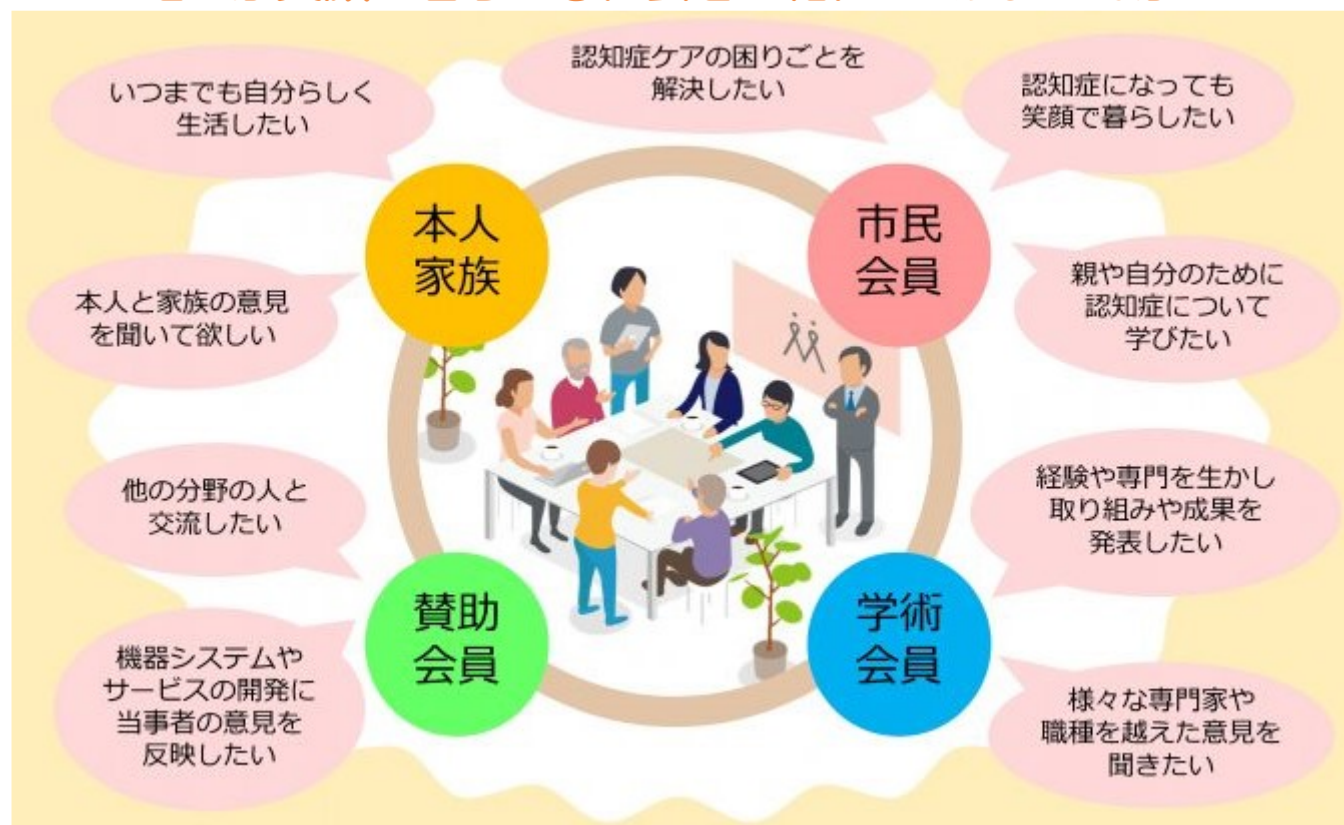 いつまでも自分らしく
生活したい
認知症ケアの困りごとを
解決したい
認知症になっても
笑顔で暮らしたい
本人
家族
市民
会員
本人と家族の意見
を聞いて欲しい
親や自分のために
認知症について
学びたい
他の分野の人と
交流したい
経験や専門を生かし
取り組みや成果を
発表したい
賛助
会員
学術
会員
機器システムや
サービスの開発に
当事者の意見を
反映したい
様々な専門家や
職種を越えた意見を
聞きたい